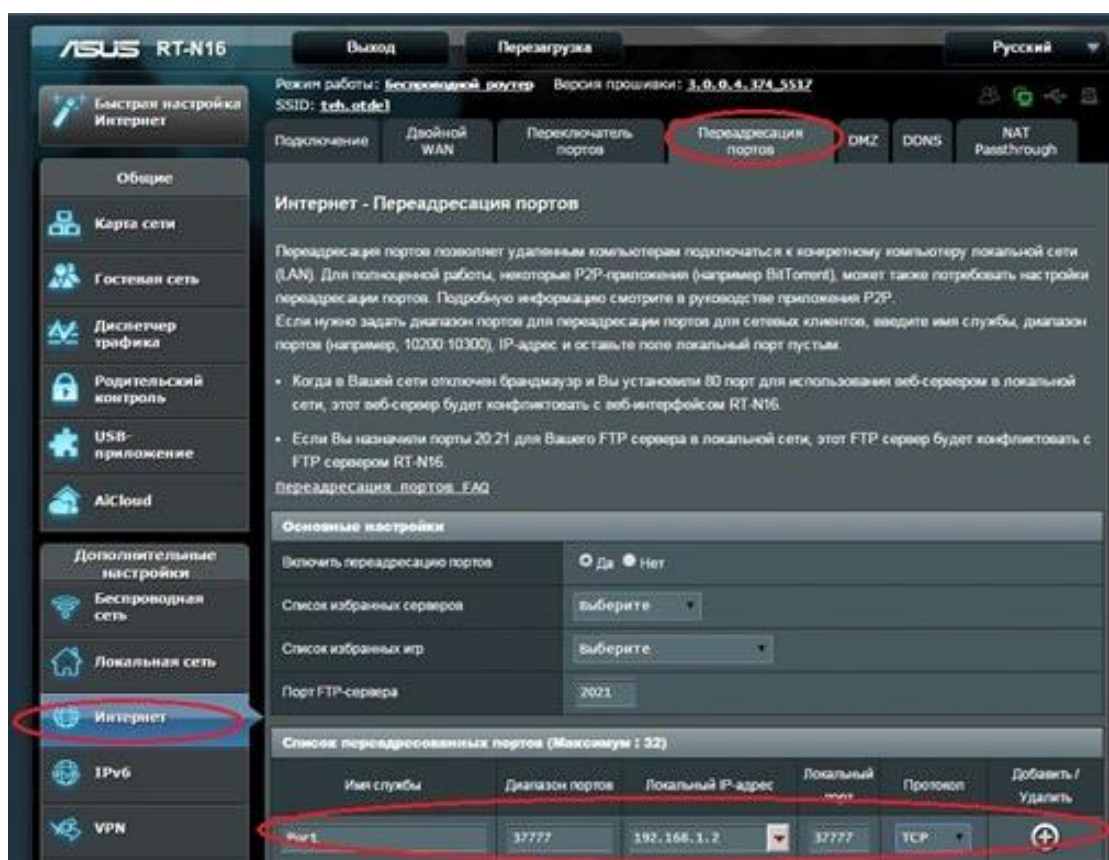 ASUS RT-N16
Выход
Перезагрузка
Русский
Быстрая настройка
Интернет
Режим работы: Беспроводной роутер Версия прошивки: 3.0.0.4.374_5517
SSID: teh.otdel
Подключение
Двойной
WAN
Переключатель
портов
Переадресация
портов
DMZ
DDNS
NAT
Passthrough
Общие
Карта сети
Гостевая сеть
Диспетчер
трафика
Родительский
контроль
USB-
приложение
AiCloud
Дополнительные
настройки
Беспроводная
сеть
Локальная сеть
Интернет
IPv6
VPN
Интернет - Переадресация портов
Переадресация портов позволяет удаленным компьютерам подключаться к конкретному компьютеру локальной сети
(LAN). Для полноценной работы, некоторые P2P-приложения (например BitTorrent), может также потребовать настройки
переадресации портов. Подробную информацию смотрите в руководстве приложения P2P.
Если нужно задать диапазон портов для переадресации портов для сетевых клиентов, введите имя службы, диапазон
портов (например, 10200:10300), IP-адрес и оставьте поле локальный порт пустым.
• Когда в Вашей сети отключен брандмауэр и Вы установили 80 порт для использования веб-сервером в локальной
сети, этот веб-сервер будет конфликтовать с веб-интерфейсом RT-N16.
• Если Вы назначили порты 20:21 для Вашего FTP сервера в локальной сети, этот FTP сервер будет конфликтовать с
FTP сервером RT-N16.
Переадресация портов FAQ
Основные настройки
Включить переадресацию портов
Да Нет
Список избранных серверов
Выберите
Список избранных игр
Выберите
Порт FTP-сервера
2021
Список переадресованных портов (Максимум : 32)
Имя службы
Диапазон портов
Локальный IP-адрес
Локальный
порт
Протокол
Добавить /
Удалить
Port 37777 192.168.1.2 37777 TCP